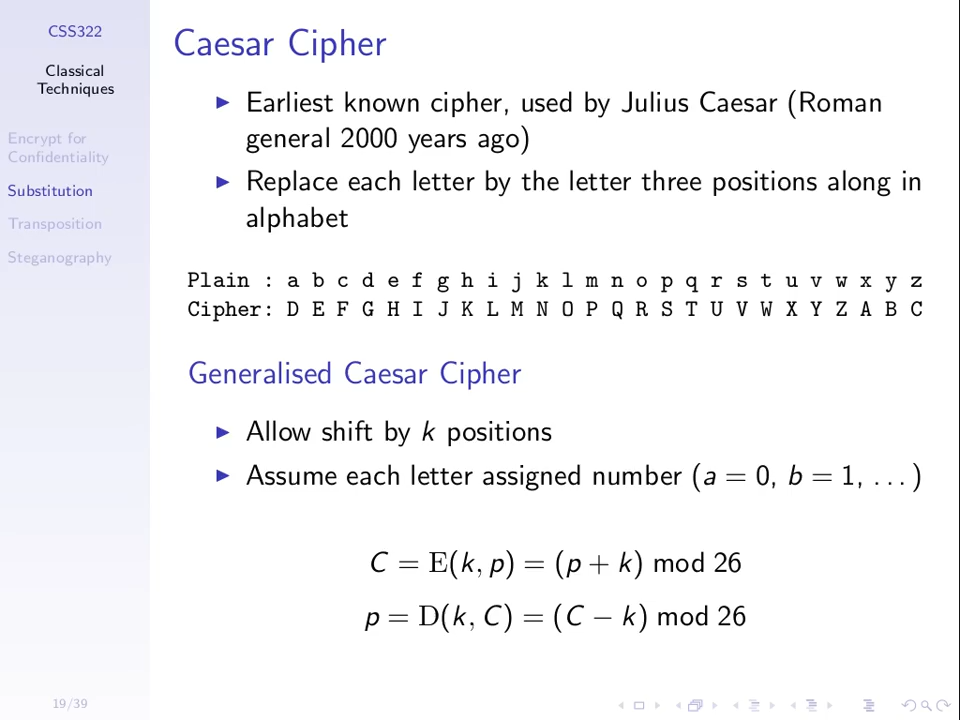 CSS322
Classical
Techniques
Encrypt for
Confidentiality
Substitution
Transposition
Steganography
Caesar Cipher
Earliest known cipher, used by Julius Caesar (Roman
general 2000 years ago)
Replace each letter by the letter three positions along in
alphabet
Plain : a b c d e f g h i j k l m n o p q r s t u v w x y z
Cipher: D E F G H I J K L M N O P Q R S T U V W X Y Z A B C
Generalised Caesar Cipher
Allow shift by k positions
Assume each letter assigned number (a = 0, b = 1, . . . )
C = E(k, p) = (p + k) mod 26
p = D(k, C) = (C − k) mod 26
19/39